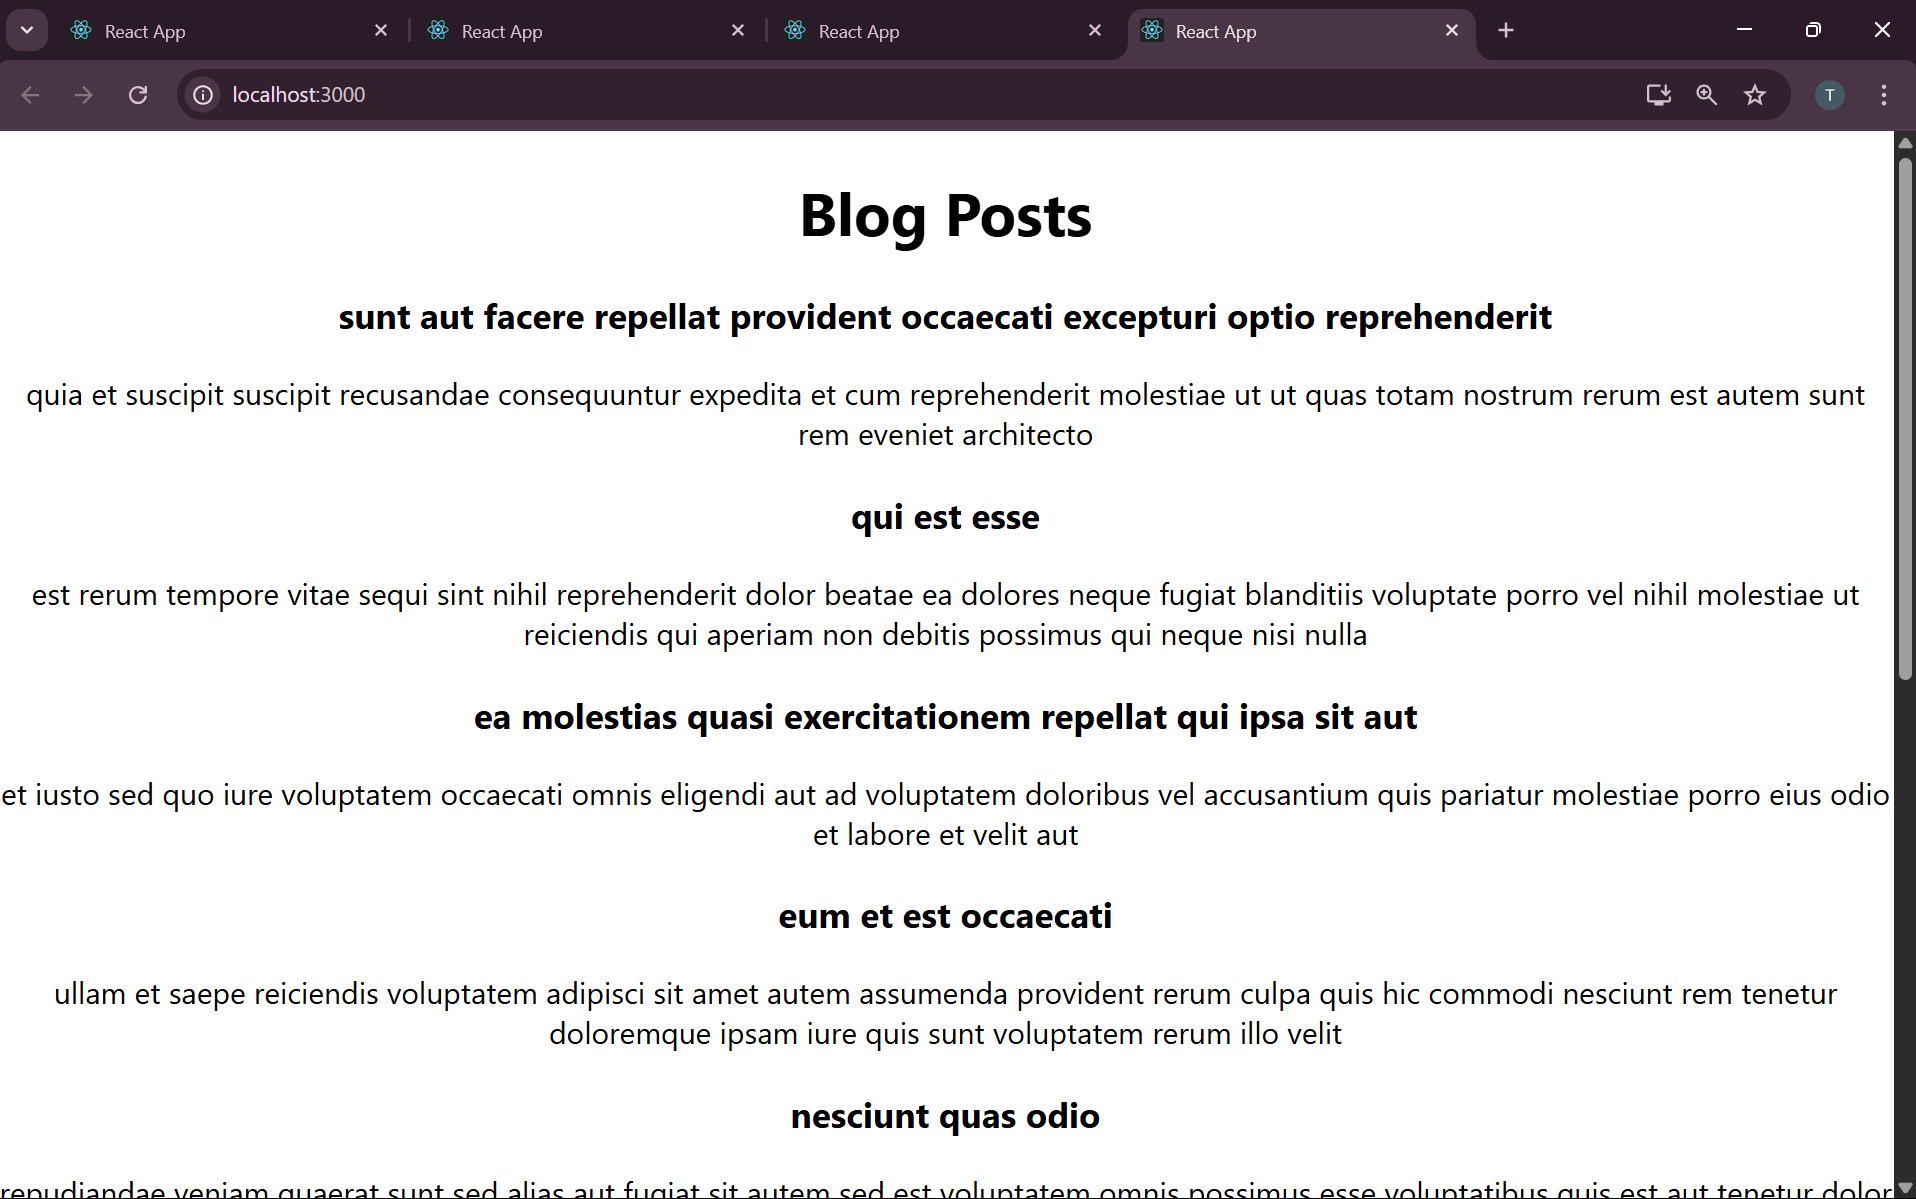 React App
React App
React App
React App
localhost:3000
T
Blog Posts
sunt aut facere repellat provident occaecati excepturi optio reprehenderit
quia et suscipit suscipit recusandae consequuntur expedita et cum reprehenderit molestiae ut ut quas totam nostrum rerum est autem sunt
rem eveniet architecto
qui est esse
est rerum tempore vitae sequi sint nihil reprehenderit dolor beatae ea dolores neque fugiat blanditiis voluptate porro vel nihil molestiae ut
reiciendis qui aperiam non debitis possimus qui neque nisi nulla
ea molestias quasi exercitationem repellat qui ipsa sit aut
et iusto sed quo iure voluptatem occaecati omnis eligendi aut ad voluptatem doloribus vel accusantium quis pariatur molestiae porro eius odio
et labore et velit aut
eum et est occaecati
ullam et saepe reiciendis voluptatem adipisci sit amet autem assumenda provident rerum culpa quis hic commodi nesciunt rem tenetur
doloremque ipsam iure quis sunt voluptatem rerum illo velit
nesciunt quas odio
repudiandae veniam quaerat sunt sed alias aut fugiat sit autem sed est voluptatem omnis possimus esse voluptatibus quis est aut tenetur dolor